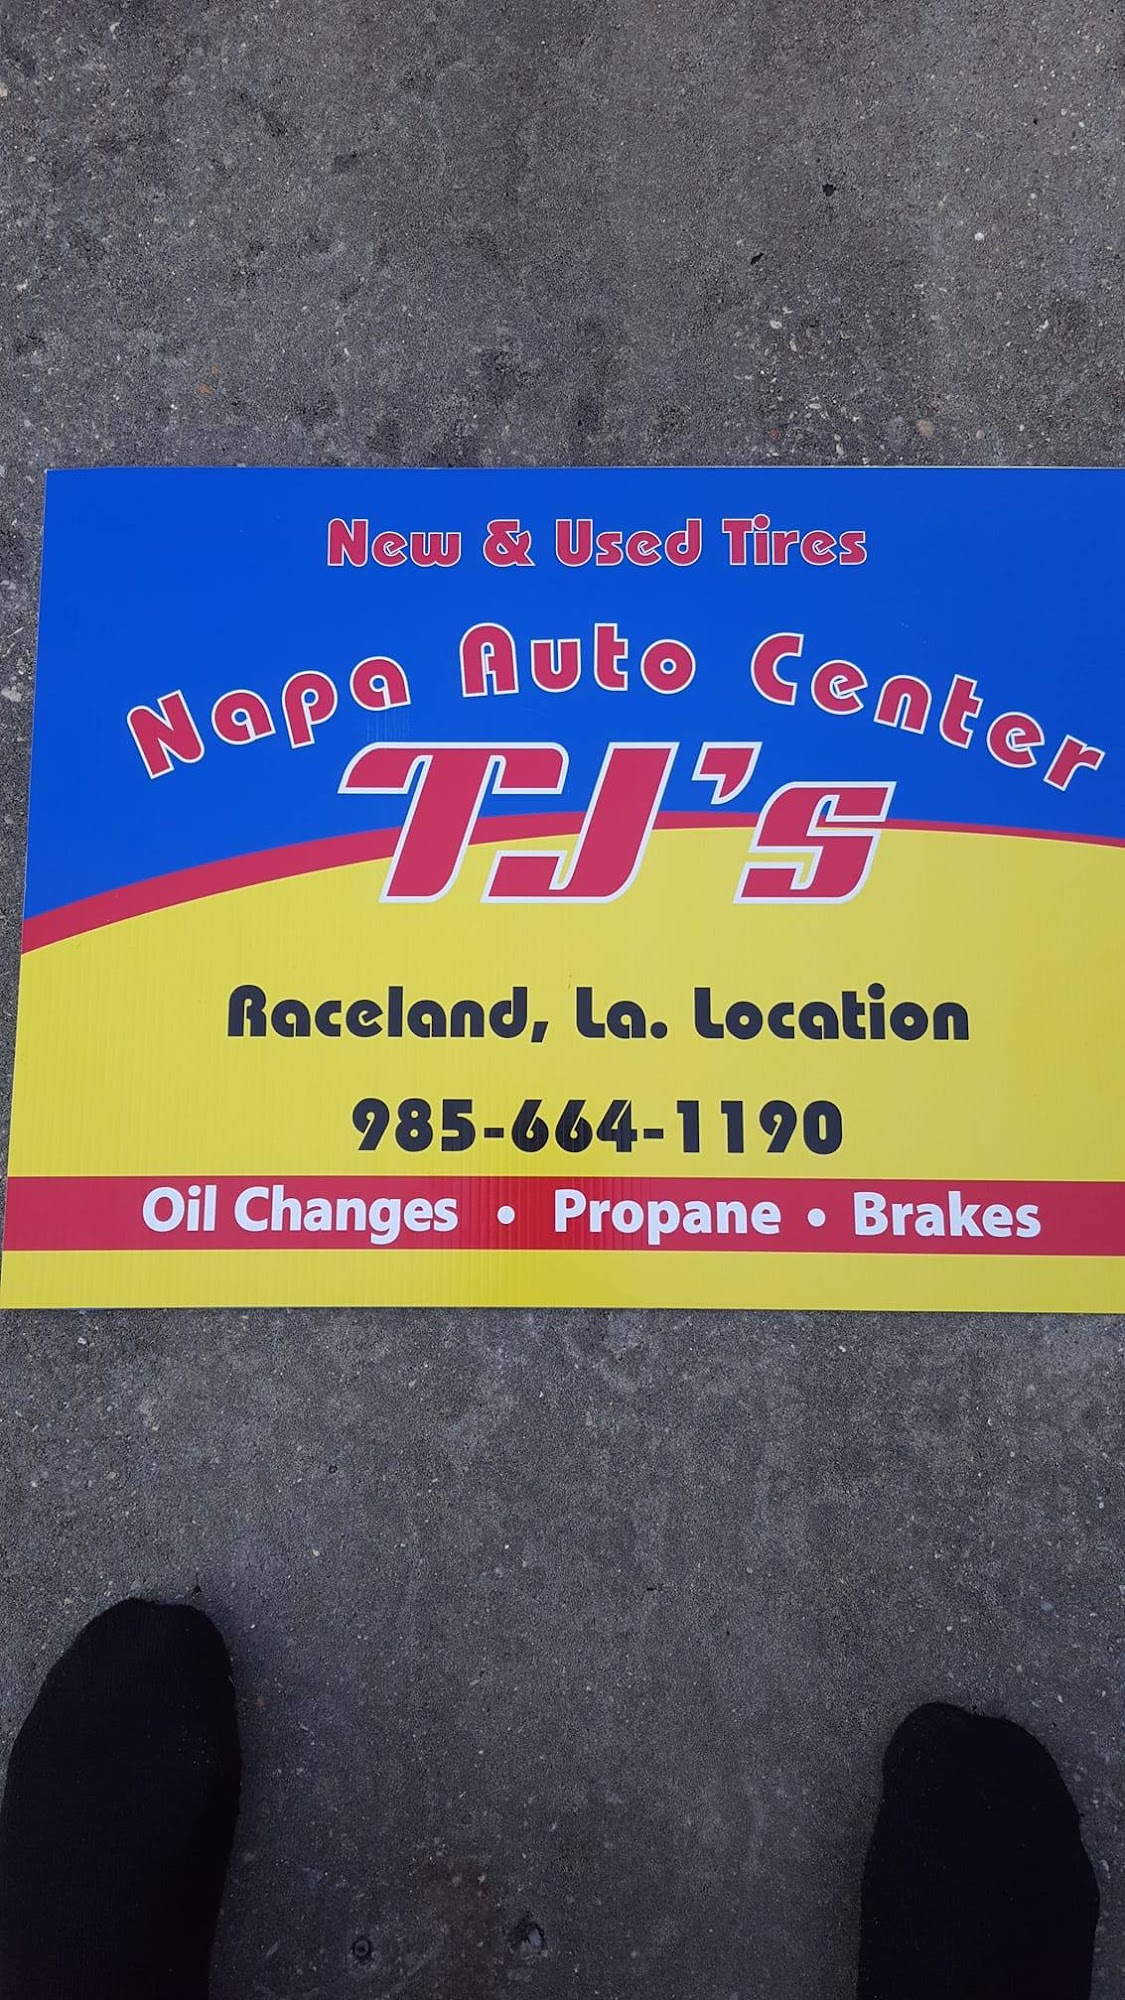 New & Used Tires
Napa Auto Center
TJ's
Raceland, La. Location
985-664-1190
Oil Changes • Propane • Brakes